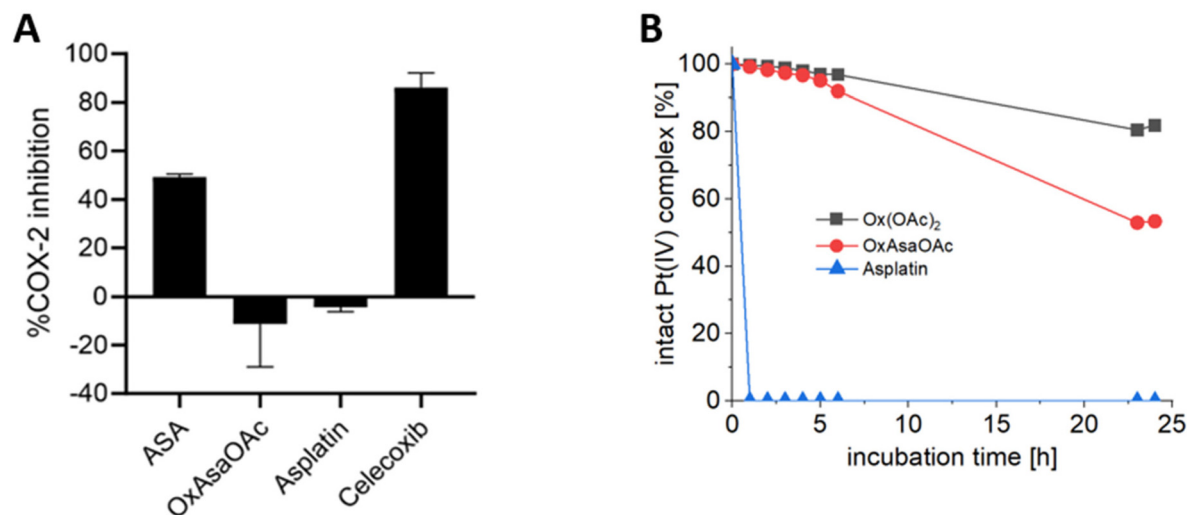 A
%COX-2 inhibition
100
80
60
40
20
0
-20
-40
ASA
OxAsaOAc
Asplatin
Celecoxib
B
intact Pt(IV) complex [%]
100
80
60
40
20
0
Ox(OAc)₂
OxAsaOAc
Asplatin
0 5 10 15 20 25
incubation time [h]